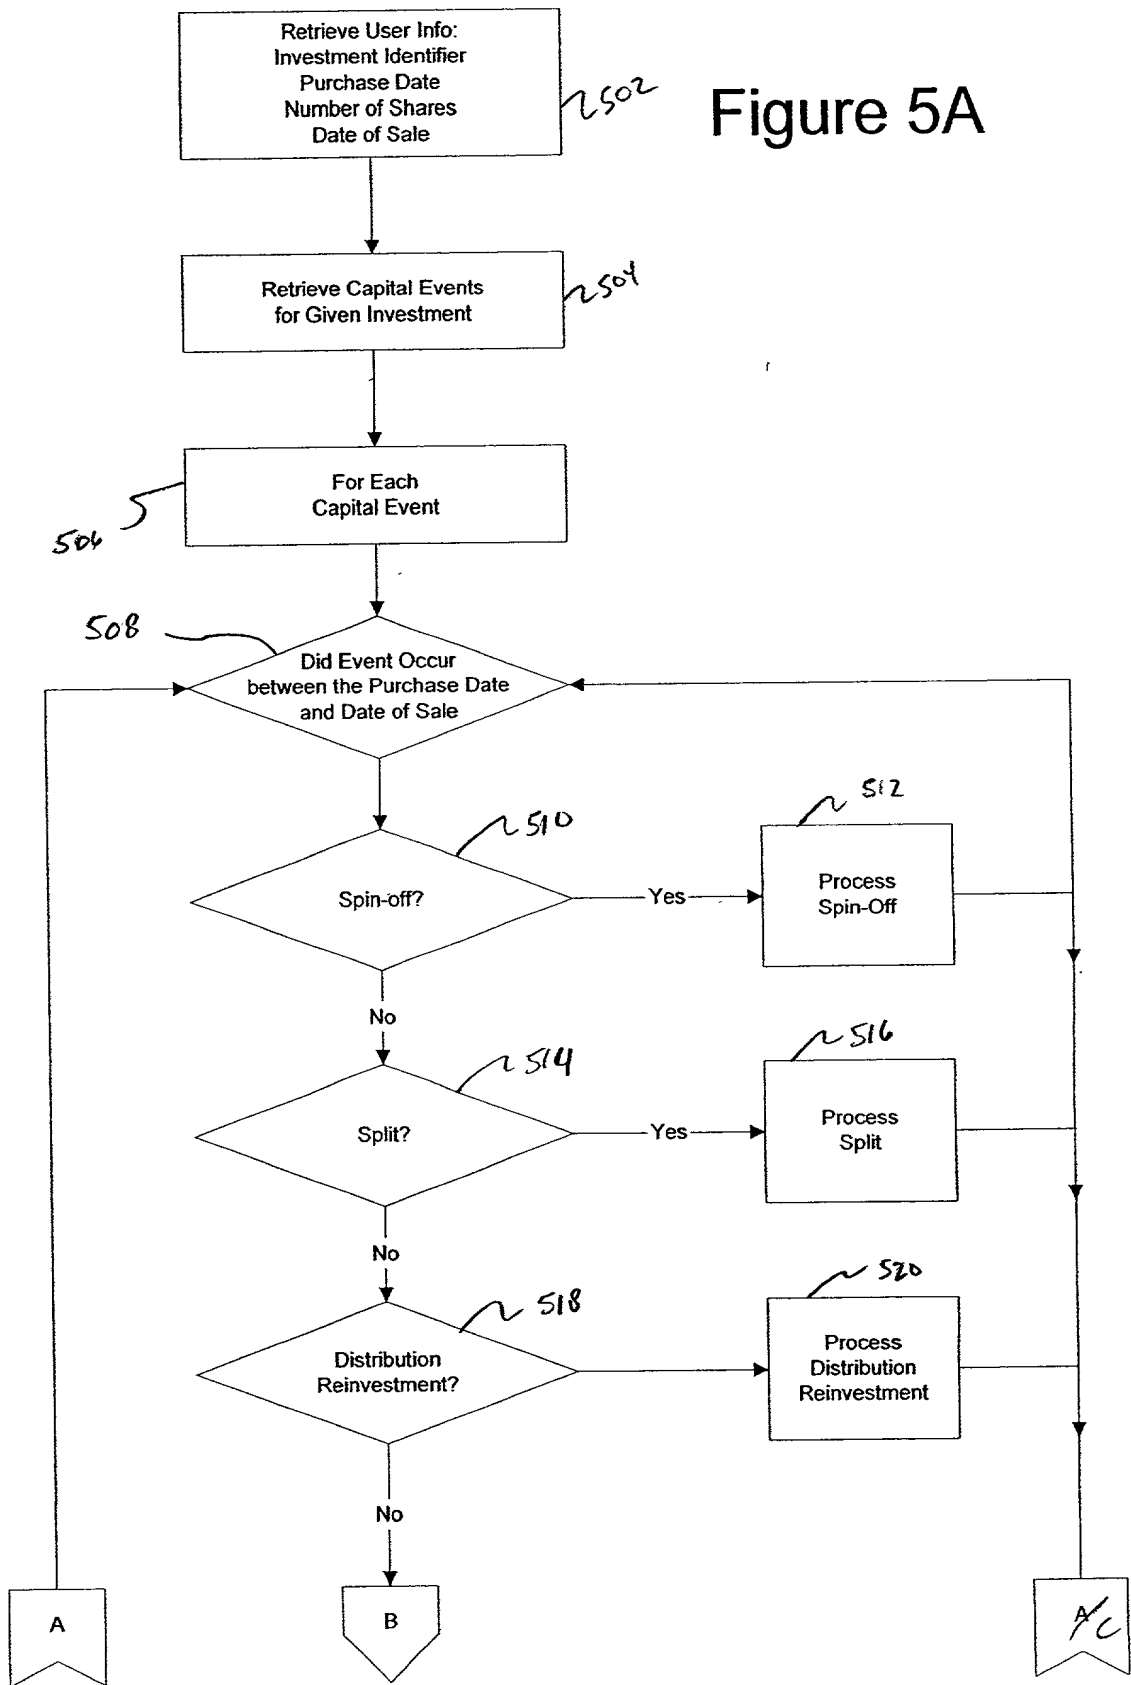 Retrieve User Info:
Investment Identifier
Purchase Date
Number of Shares
Date of Sale
502
Figure 5A
Retrieve Capital Events
for Given Investment
504
For Each
Capital Event
506
508
Did Event Occur
between the Purchase Date
and Date of Sale
510
Spin-off?
Yes
512
Process
Spin-Off
No
514
Split?
Yes
516
Process
Split
No
518
Distribution
Reinvestment?
520
Process
Distribution
Reinvestment
No
A
B
A/C